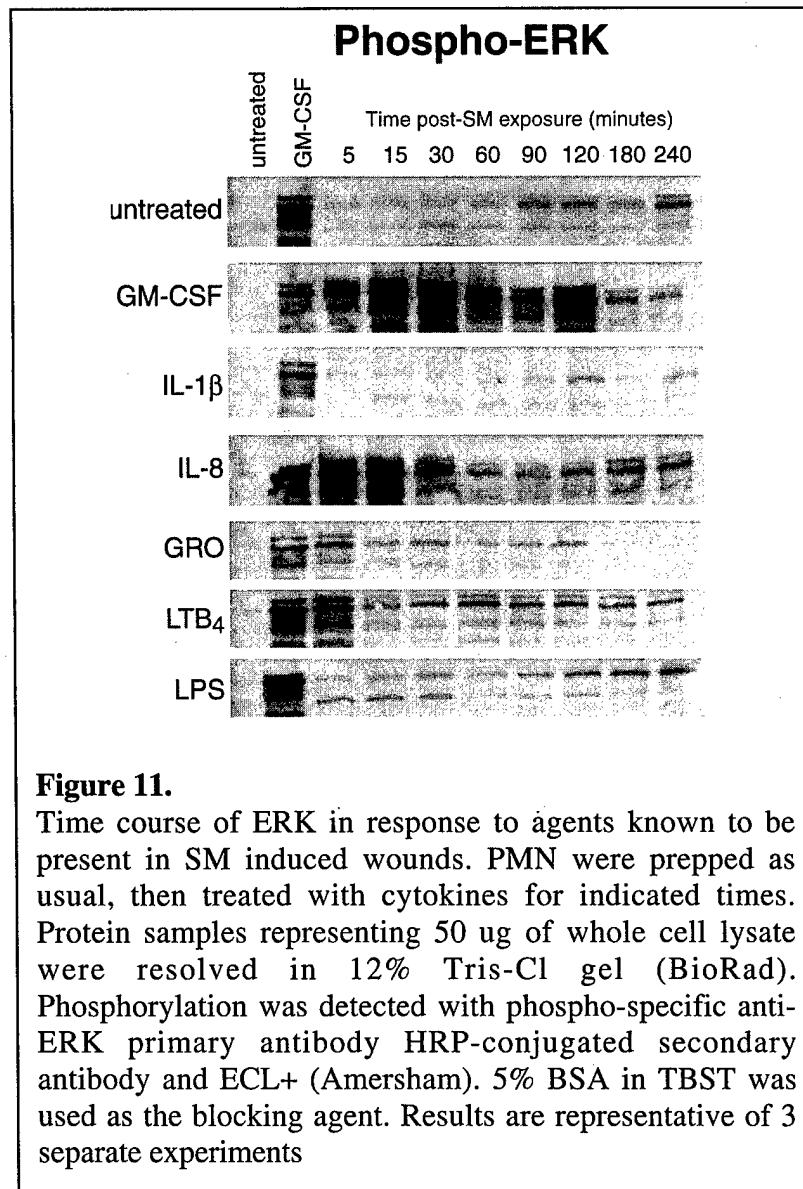 Phospho-ERK
untreated
GM-CSF
Time post-SM exposure (minutes)
5 15 30 60 90 120 180 240
untreated
GM-CSF
IL-1β
IL-8
GRO
LTB4
LPS
Figure 11.
Time course of ERK in response to agents known to be
present in SM induced wounds. PMN were prepped as
usual, then treated with cytokines for indicated times.
Protein samples representing 50 ug of whole cell lysate
were resolved in 12% Tris-Cl gel (BioRad).
Phosphorylation was detected with phospho-specific anti-
ERK primary antibody HRP-conjugated secondary
antibody and ECL+ (Amersham). 5% BSA in TBST was
used as the blocking agent. Results are representative of 3
separate experiments